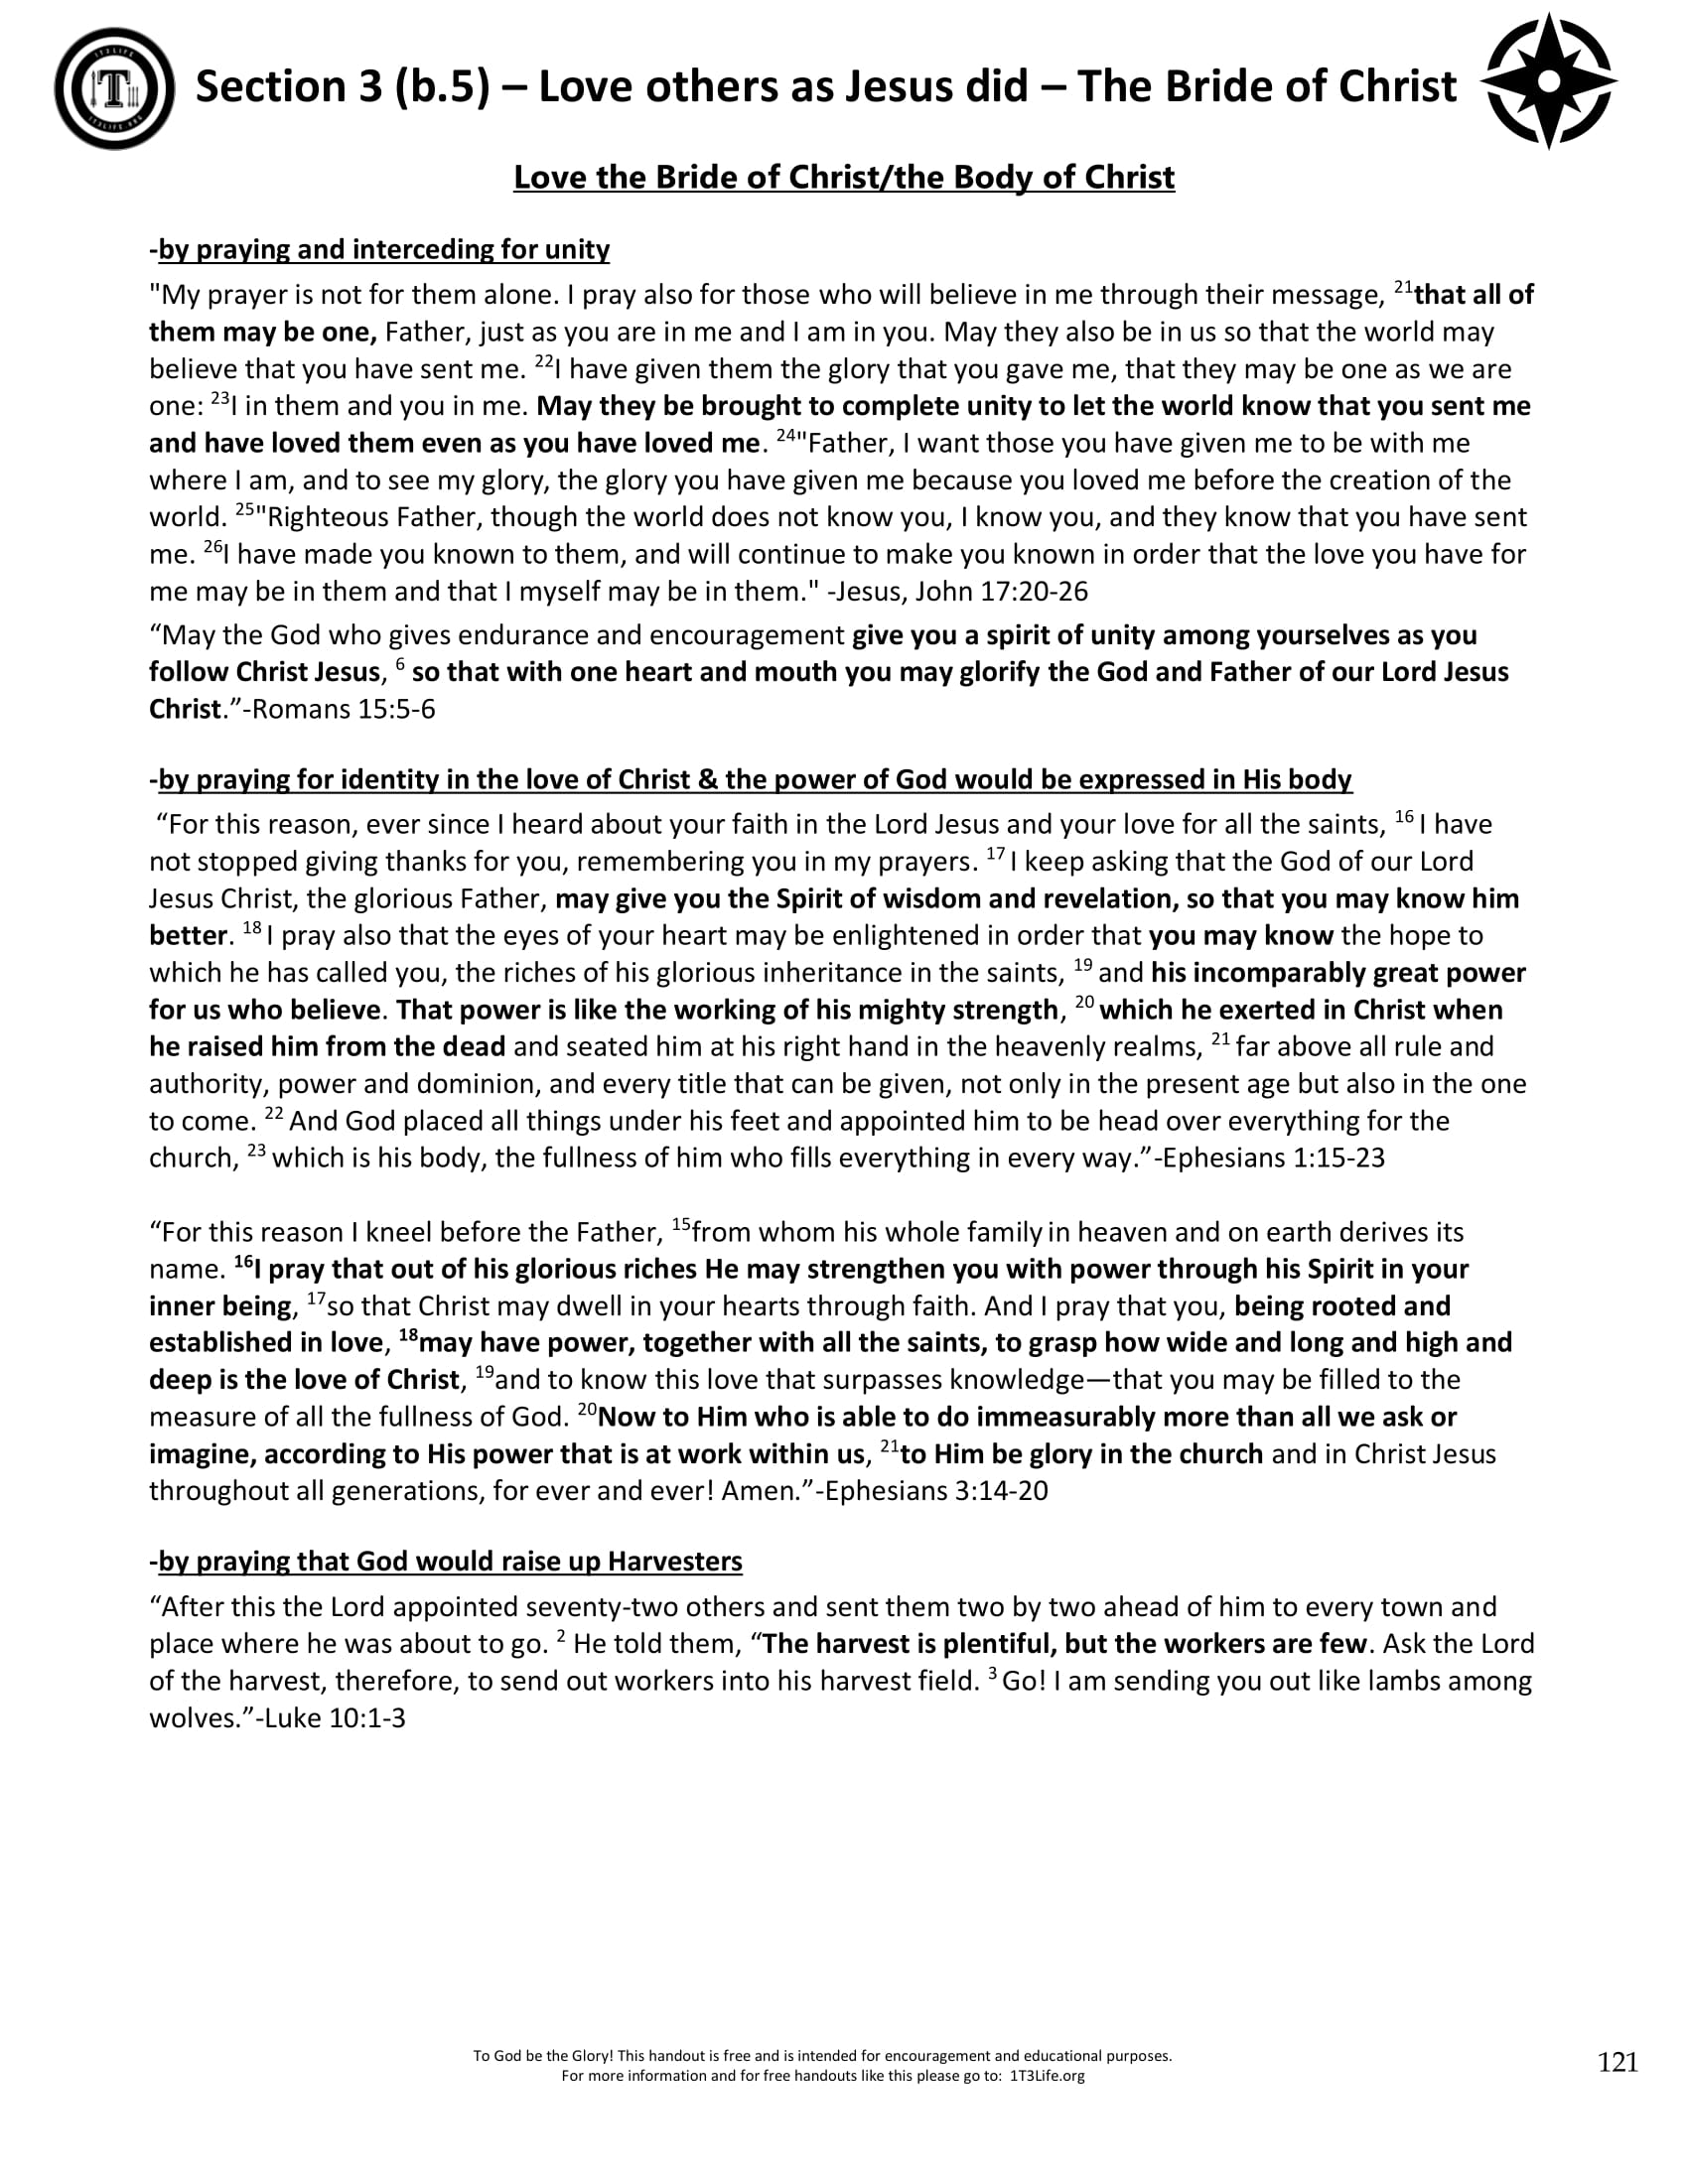 1T3LIFE
T
1T3LIFE.ORG
Section 3 (b.5) – Love others as Jesus did – The Bride of Christ
Love the Bride of Christ/the Body of Christ
-by praying and interceding for unity
"My prayer is not for them alone. I pray also for those who will believe in me through their message, 21that all of
them may be one, Father, just as you are in me and I am in you. May they also be in us so that the world may
believe that you have sent me. 22I have given them the glory that you gave me, that they may be one as we are
one: 23I in them and you in me. May they be brought to complete unity to let the world know that you sent me
and have loved them even as you have loved me. 24"Father, I want those you have given me to be with me
where I am, and to see my glory, the glory you have given me because you loved me before the creation of the
world. 25"Righteous Father, though the world does not know you, I know you, and they know that you have sent
me. 26I have made you known to them, and will continue to make you known in order that the love you have for
me may be in them and that I myself may be in them." -Jesus, John 17:20-26
“May the God who gives endurance and encouragement give you a spirit of unity among yourselves as you
follow Christ Jesus, 6 so that with one heart and mouth you may glorify the God and Father of our Lord Jesus
Christ.”-Romans 15:5-6
-by praying for identity in the love of Christ & the power of God would be expressed in His body
“For this reason, ever since I heard about your faith in the Lord Jesus and your love for all the saints, 16 I have
not stopped giving thanks for you, remembering you in my prayers. 17 I keep asking that the God of our Lord
Jesus Christ, the glorious Father, may give you the Spirit of wisdom and revelation, so that you may know him
better. 18 I pray also that the eyes of your heart may be enlightened in order that you may know the hope to
which he has called you, the riches of his glorious inheritance in the saints, 19 and his incomparably great power
for us who believe. That power is like the working of his mighty strength, 20 which he exerted in Christ when
he raised him from the dead and seated him at his right hand in the heavenly realms, 21 far above all rule and
authority, power and dominion, and every title that can be given, not only in the present age but also in the one
to come. 22 And God placed all things under his feet and appointed him to be head over everything for the
church, 23 which is his body, the fullness of him who fills everything in every way.”-Ephesians 1:15-23
“For this reason I kneel before the Father, 15from whom his whole family in heaven and on earth derives its
name. 16I pray that out of his glorious riches He may strengthen you with power through his Spirit in your
inner being, 17so that Christ may dwell in your hearts through faith. And I pray that you, being rooted and
established in love, 18may have power, together with all the saints, to grasp how wide and long and high and
deep is the love of Christ, 19and to know this love that surpasses knowledge—that you may be filled to the
measure of all the fullness of God. 20Now to Him who is able to do immeasurably more than all we ask or
imagine, according to His power that is at work within us, 21to Him be glory in the church and in Christ Jesus
throughout all generations, for ever and ever! Amen.”-Ephesians 3:14-20
-by praying that God would raise up Harvesters
“After this the Lord appointed seventy-two others and sent them two by two ahead of him to every town and
place where he was about to go. 2 He told them, “The harvest is plentiful, but the workers are few. Ask the Lord
of the harvest, therefore, to send out workers into his harvest field. 3 Go! I am sending you out like lambs among
wolves.”-Luke 10:1-3
To God be the Glory! This handout is free and is intended for encouragement and educational purposes.
For more information and for free handouts like this please go to: 1T3Life.org
121